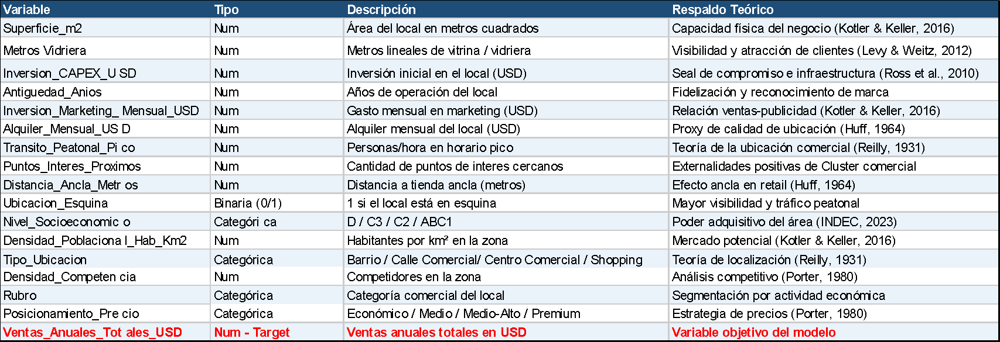 Variable Tipo Descripción Respaldo Teórico
Superficie_m2 Num Área del local en metros cuadrados Capacidad física del negocio (Kotler & Keller, 2016)
Metros Vidriera Num Metros lineales de vitrina / vidriera Visibilidad y atracción de clientes (Levy & Weitz, 2012)
Inversion_CAPEX_U SD Num Inversión inicial en el local (USD) Seal de compromiso e infraestructura (Ross et al., 2010)
Antiguedad_Anios Num Años de operación del local Fidelización y reconocimiento de marca
Inversion_Marketing_ Mensual_USD Num Gasto mensual en marketing (USD) Relación ventas-publicidad (Kotler & Keller, 2016)
Alquiler_Mensual_US D Num Alquiler mensual del local (USD) Proxy de calidad de ubicación (Huff, 1964)
Transito_Peatonal_Pi co Num Personas/hora en horario pico Teoría de la ubicación comercial (Reilly, 1931)
Puntos_Interes_Proximos Num Cantidad de puntos de interes cercanos Externalidades positivas de Cluster comercial
Distancia_Ancla_Metr os Num Distancia a tienda ancla (metros) Efecto ancla en retail (Huff, 1964)
Ubicacion_Esquina Binaria (0/1) 1 si el local está en esquina Mayor visibilidad y tráfico peatonal
Nivel_Socioeconomic o Categóri ca D / C3 / C2 / ABC1 Poder adquisitivo del área (INDEC, 2023)
Densidad_Poblaciona l_Hab_Km2 Num Habitantes por km² en la zona Mercado potencial (Kotler & Keller, 2016)
Tipo_Ubicacion Categórica Barrio / Calle Comercial/ Centro Comercial / Shopping Teoría de localización (Reilly, 1931)
Densidad_Competen cia Num Competidores en la zona Análisis competitivo (Porter, 1980)
Rubro Categórica Categoría comercial del local Segmentación por actividad económica
Posicionamiento_Pre cio Categórica Económico / Medio / Medio-Alto / Premium Estrategia de precios (Porter, 1980)
Ventas_Anuales_Tot ales_USD Num - Target Ventas anuales totales en USD Variable objetivo del modelo